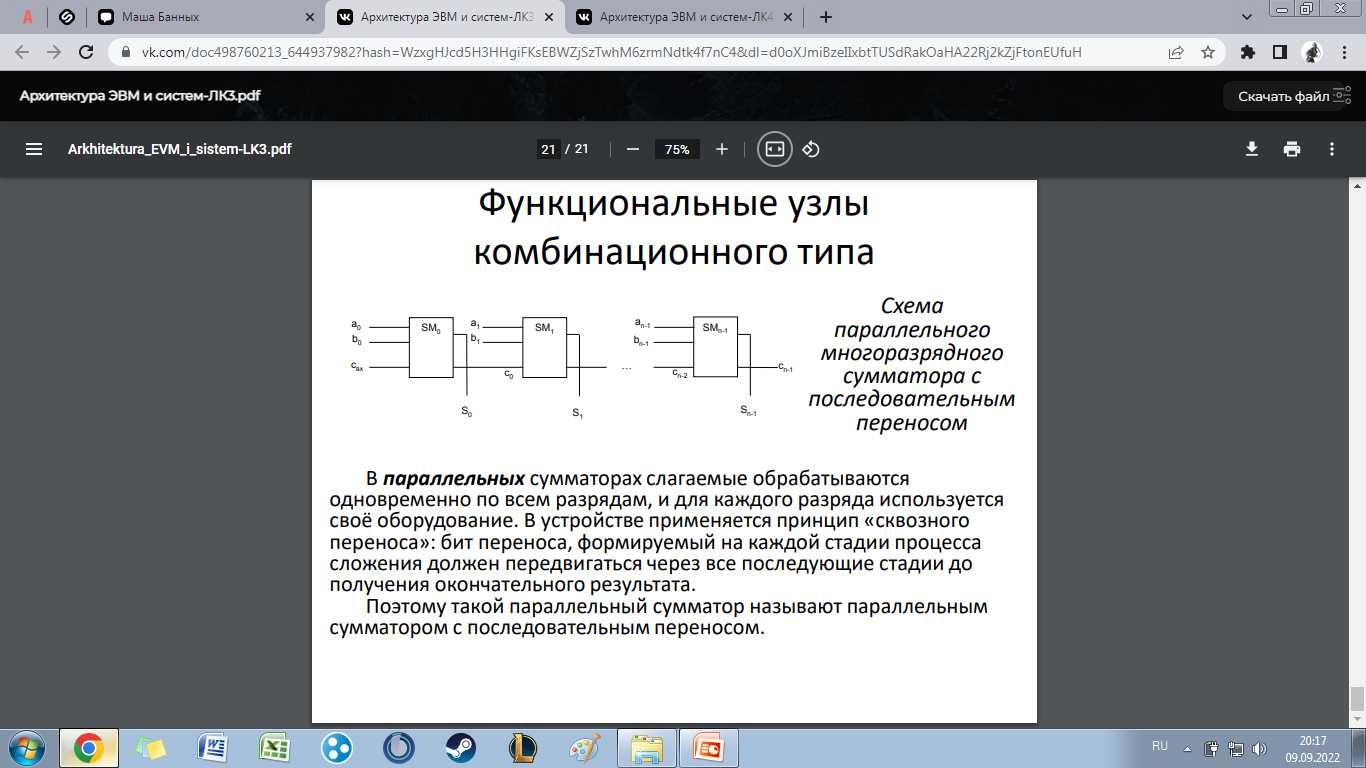 Маша Банных
Архитектура ЭВМ и систем-ЛК3
Архитектура ЭВМ и систем-ЛК4
vk.com/doc498760213_644937982?hash=WzxgHJcd5H3HHgiFKsEBWZjSzTwhM6zrmNdtk4f7nC4&dl=d0oXJmiBzeIIxbtTUSdRakOaHA22Rj2kZjFtonEUfuH
Архитектура ЭВМ и систем-ЛК3.pdf
Скачать файл
Arkhitektura_EVM_i_sistem-LK3.pdf
21 / 21
75%
Функциональные узлы
комбинационного типа
a0 SM0 a1 SM1 an-1 SMn-1
b0 b1 bn-1
cвх c0 ... cn-2 cn-1
S0 S1 Sn-1
Схема
параллельного
многоразрядного
сумматора с
последовательным
переносом
В параллельных сумматорах слагаемые обрабатываются
одновременно по всем разрядам, и для каждого разряда используется
своё оборудование. В устройстве применяется принцип «сквозного
переноса»: бит переноса, формируемый на каждой стадии процесса
сложения должен передвигаться через все последующие стадии до
получения окончательного результата.
Поэтому такой параллельный сумматор называют параллельным
сумматором с последовательным переносом.
RU
20:17
09.09.2022